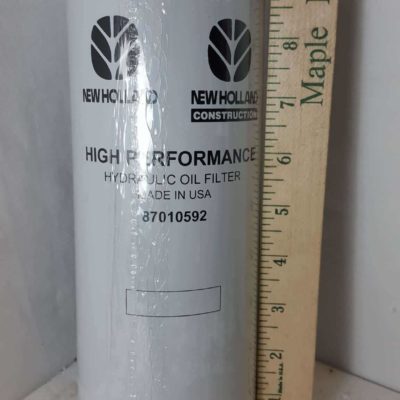 NEW HOLLAND
NEW HOLLAND
CONSTRUCTION
HIGH PERFORMANCE
HYDRAULIC OIL FILTER
MADE IN USA
87010592
8
7
6
5
4
3
2
Maple